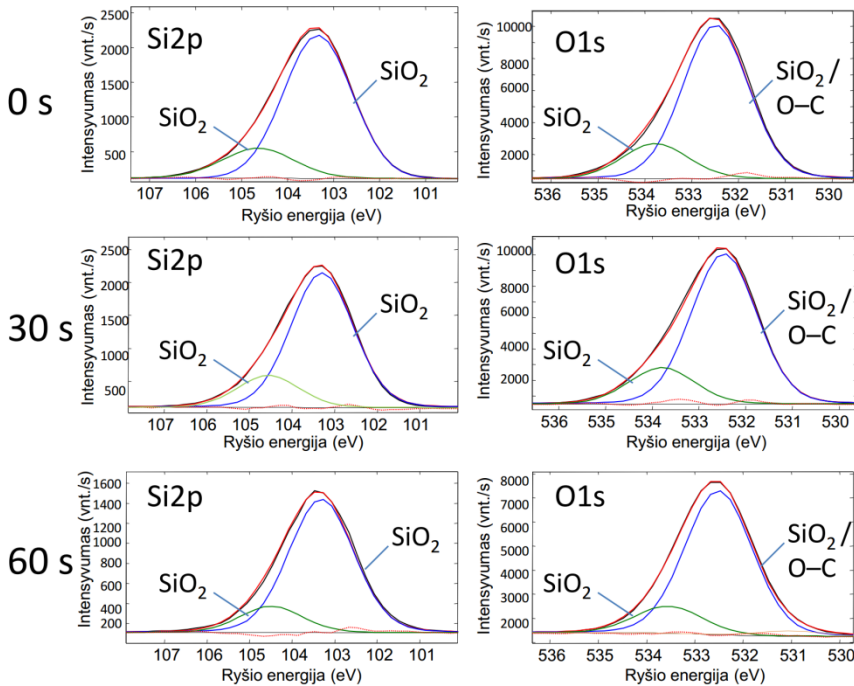 0 s
Si2p
SiO₂
SiO₂
Intensyvumas (vnt./s)
2500
2000
1500
1000
500
107 106 105 104 103 102 101
Ryšio energija (eV)
O1s
SiO₂ /
O–C
SiO₂
Intensyvumas (vnt./s)
10000
8000
6000
4000
2000
536 535 534 533 532 531 530
Ryšio energija (eV)
30 s
Si2p
SiO₂
SiO₂
Intensyvumas (vnt./s)
2500
2000
1500
1000
500
107 106 105 104 103 102 101
Ryšio energija (eV)
O1s
SiO₂ /
O–C
SiO₂
Intensyvumas (vnt./s)
10000
8000
6000
4000
2000
536 535 534 533 532 531 530
Ryšio energija (eV)
60 s
Si2p
SiO₂
SiO₂
Intensyvumas (vnt./s)
1600
1400
1200
1000
800
600
400
200
107 106 105 104 103 102 101
Ryšio energija (eV)
O1s
SiO₂ /
O–C
SiO₂
Intensyvumas (vnt./s)
8000
7000
6000
5000
4000
3000
2000
1000
536 535 534 533 532 531 530
Ryšio energija (eV)